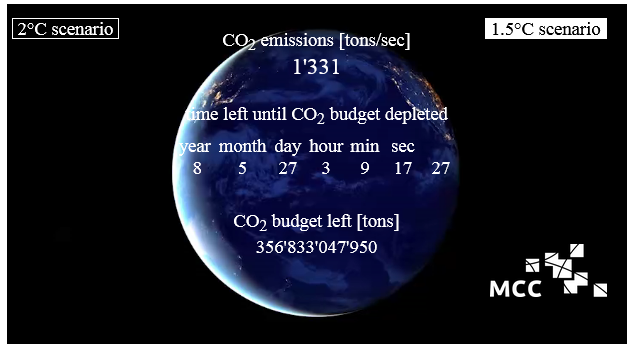 2°C scenario
1.5°C scenario
CO₂ emissions [tons/sec]
1'331
time left until CO₂ budget depleted
year month day hour min sec
8 5 27 3 9 17 27
CO₂ budget left [tons]
356'833'047'950
MCC